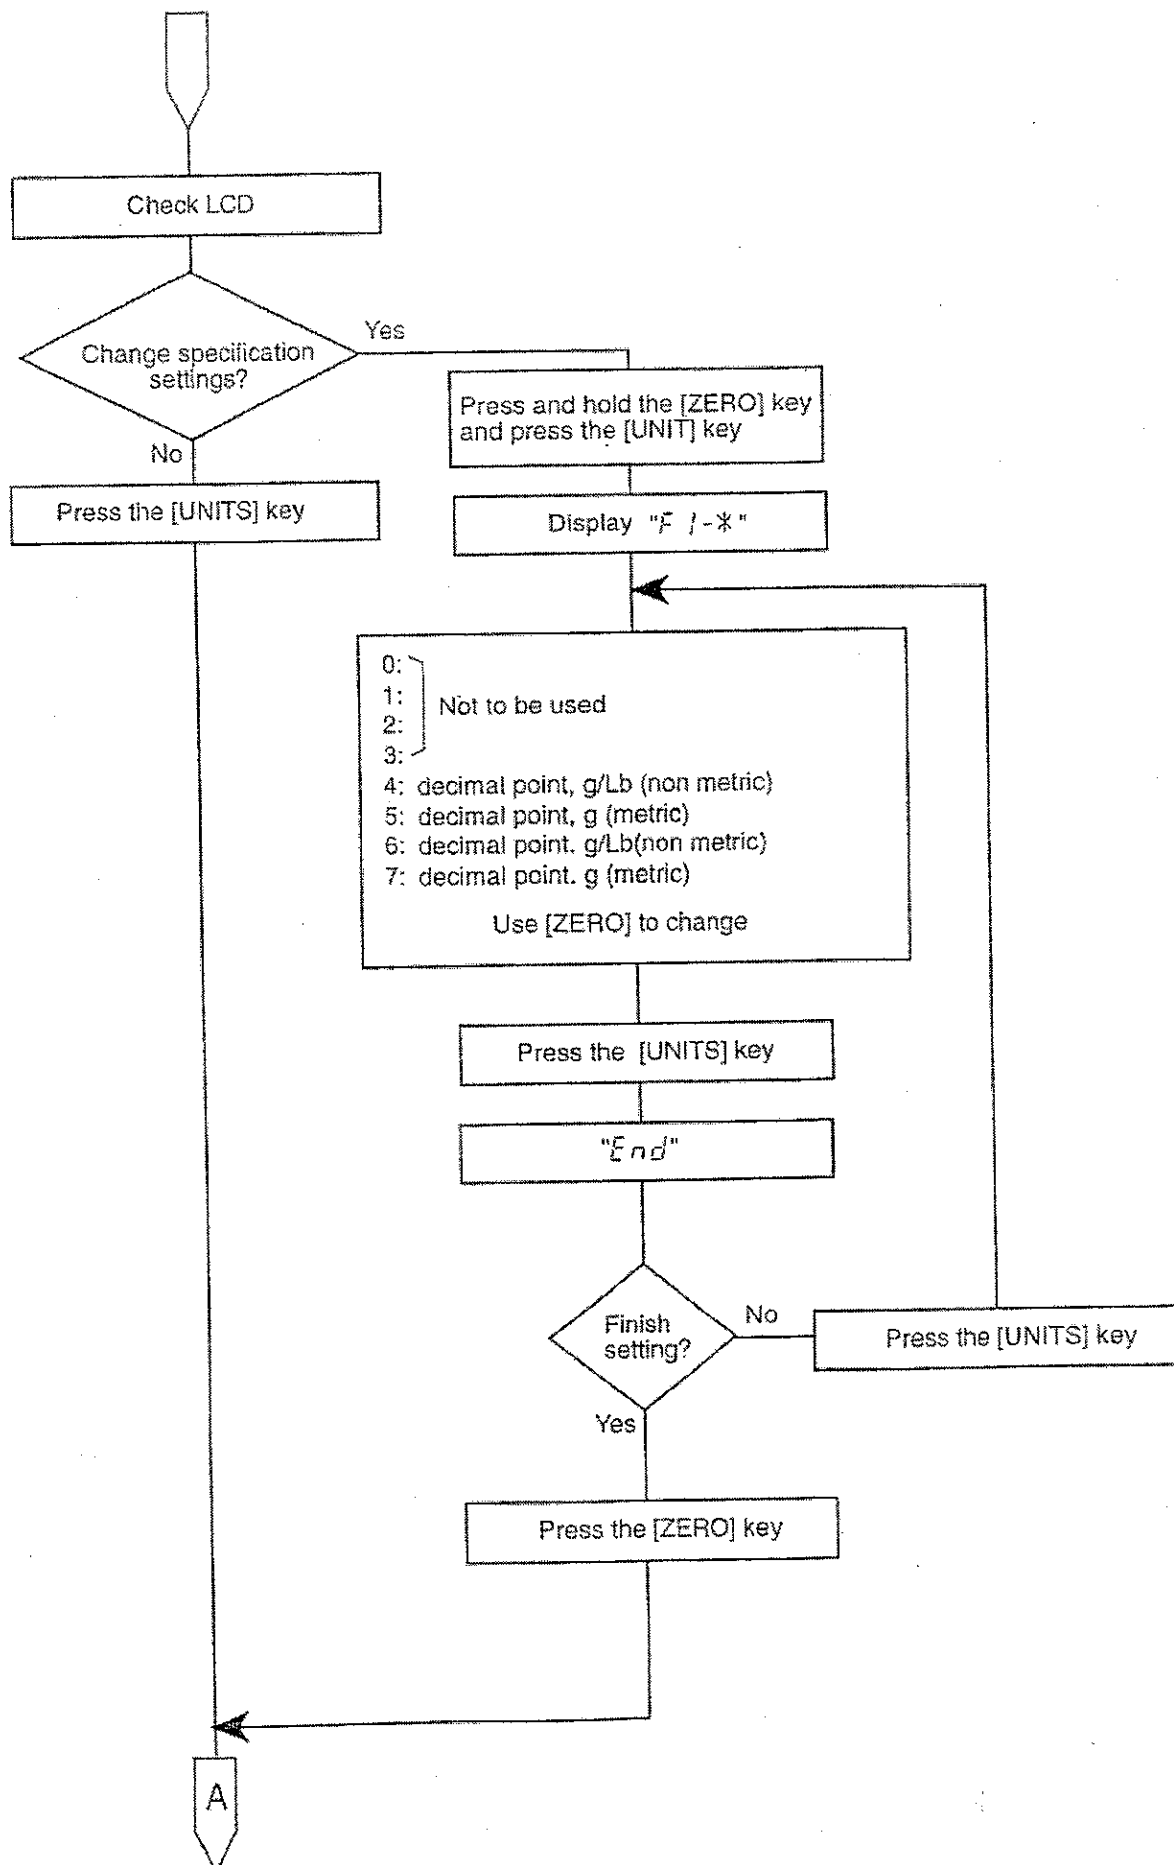 Check LCD
Change specification
settings?
Yes
No
Press the [UNITS] key
Press and hold the [ZERO] key
and press the [UNIT] key
Display "F 1-*"
0:
1:
2:
3:
Not to be used
4: decimal point, g/Lb (non metric)
5: decimal point, g (metric)
6: decimal point. g/Lb(non metric)
7: decimal point. g (metric)
Use [ZERO] to change
Press the [UNITS] key
"End"
Finish
setting?
No
Press the [UNITS] key
Yes
Press the [ZERO] key
A